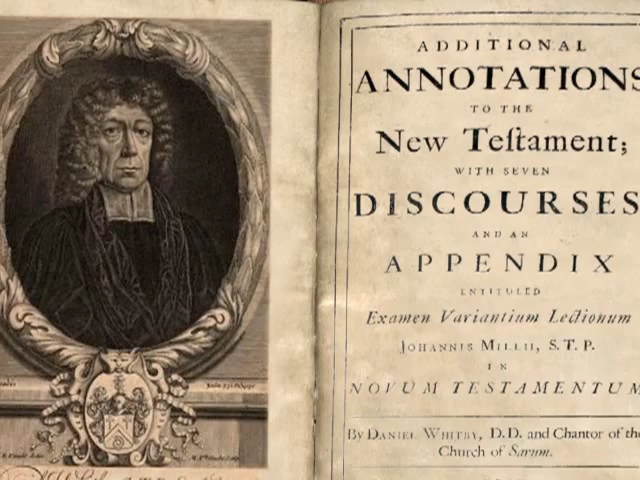 ADDITIONAL
ANNOTATIONS
TO THE
New Teſtament;
WITH SEVEN
DISCOURSES
AND AN
APPENDIX
ENTITULED
Examen Variantium Lectionum
JOHANNIS MILLII, S. T. P.
IN
NOVUM TESTAMENTUM
By DANIEL WHITBY, D.D. and Chantor of the
Church of Sarum.